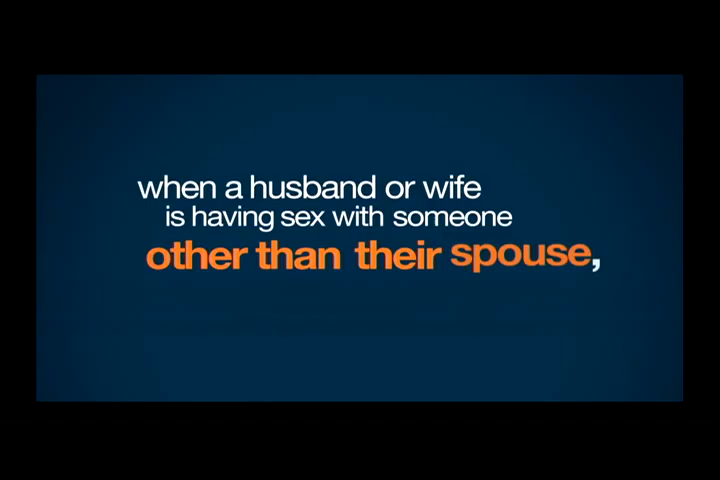 when a husband or wife
is having sex with someone
other than their spouse,